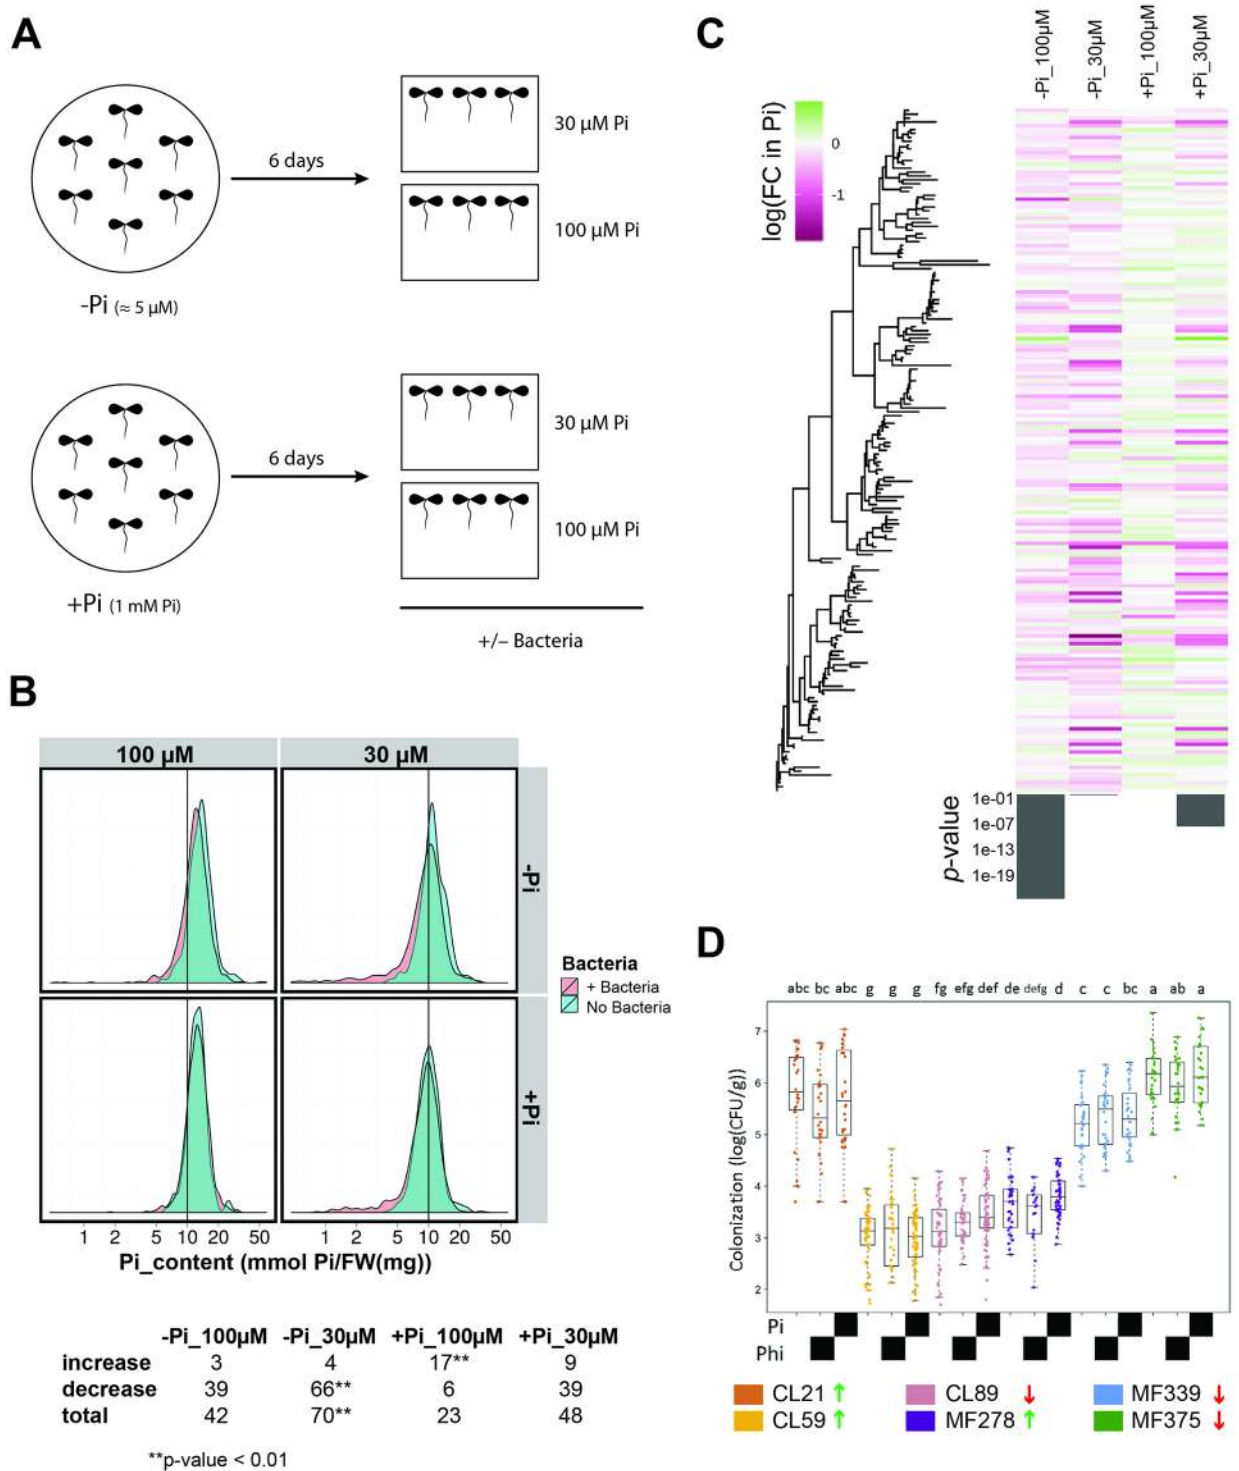 A
30 µM Pi
6 days
100 µM Pi
-Pi (≈ 5 µM)
30 µM Pi
6 days
100 µM Pi
+Pi (1 mM Pi)
+/– Bacteria
B
100 µM
30 µM
-Pi
+Pi
Bacteria
+ Bacteria
No Bacteria
1 2 5 10 20 50 1 2 5 10 20 50
Pi_content (mmol Pi/FW(mg))
-Pi_100µM -Pi_30µM +Pi_100µM +Pi_30µM
increase 3 4 17** 9
decrease 39 66** 6 39
total 42 70** 23 48
**p-value < 0.01
C
-Pi_100µM
-Pi_30µM
+Pi_100µM
+Pi_30µM
log(FC in Pi)
0
-1
p-value
1e-01
1e-07
1e-13
1e-19
D
abc bc abc g g g fg efg def de defg d c c bc a ab a
Colonization (log(CFU/g))
7
6
5
4
3
2
Pi
Phi
CL21 ↑ CL89 ↓ MF339 ↓
CL59 ↑ MF278 ↑ MF375 ↓